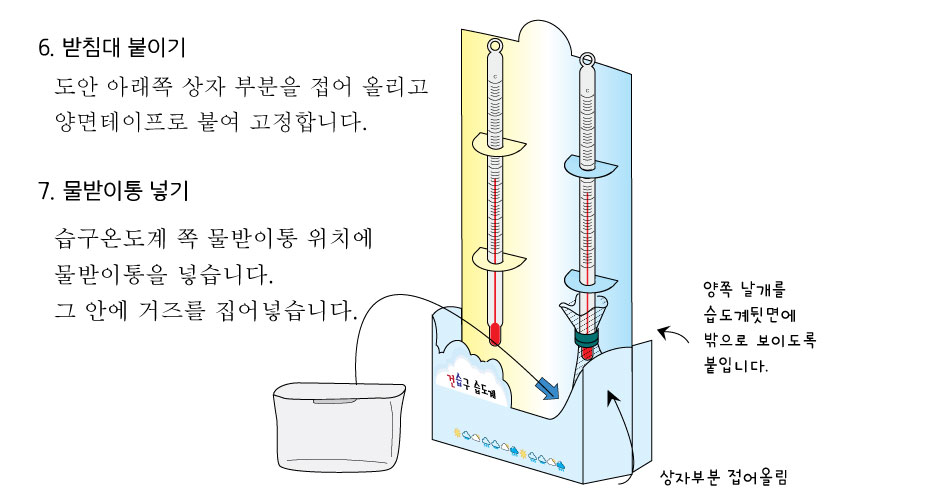 6. 받침대 붙이기
도안 아래쪽 상자 부분을 접어 올리고
양면테이프로 붙여 고정합니다.
7. 물받이통 넣기
습구온도계 쪽 물받이통 위치에
물받이통을 넣습니다.
그 안에 거즈를 집어넣습니다.
건습구 습도계
양쪽 날개를
습도계뒷면에
밖으로 보이도록
붙입니다.
상자부분 접어올림